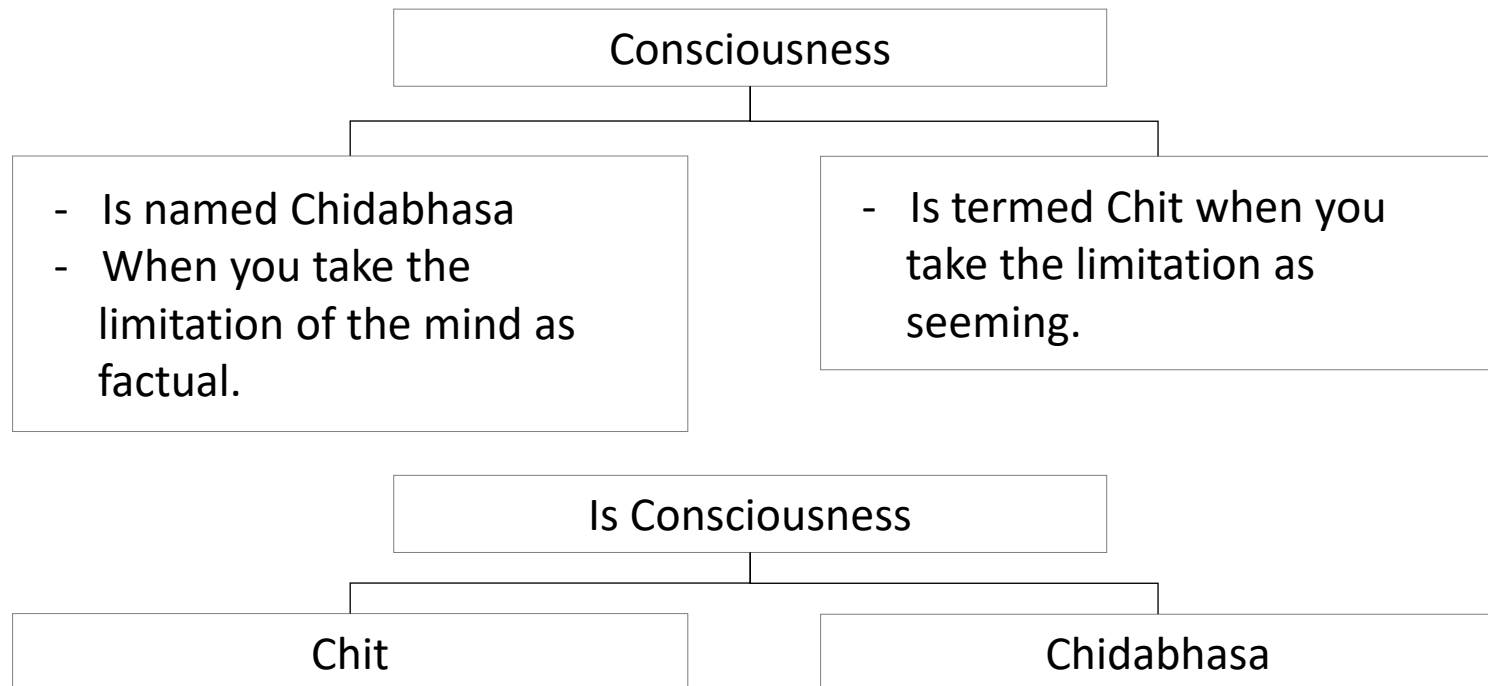 Consciousness
- Is named Chidabhasa
- When you take the
limitation of the mind as
factual.
- Is termed Chit when you
take the limitation as
seeming.
Is Consciousness
Chit
Chidabhasa